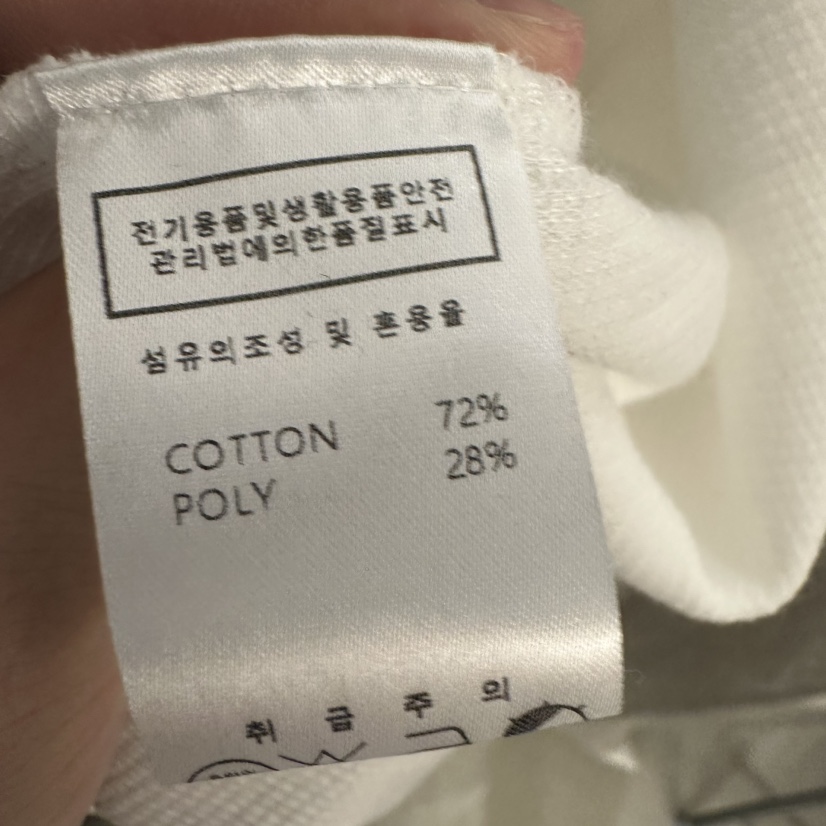 전기용품및생활용품안전
관리법에의한품질표시
섬유의조성 및 혼용율
COTTON 72%
POLY 28%
취 급 주 의